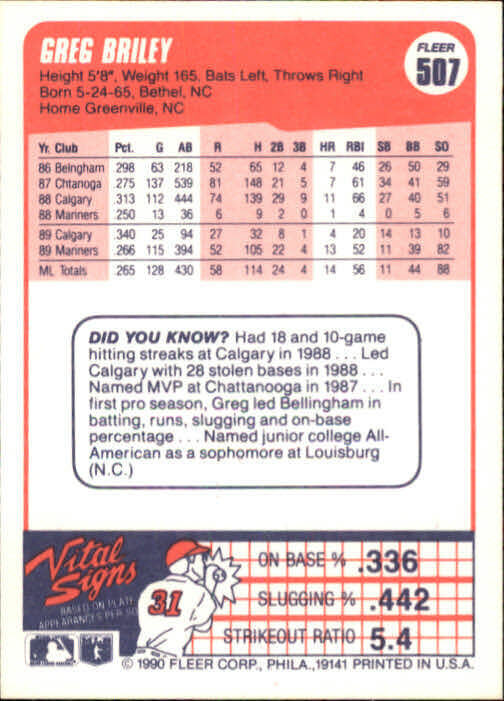 GREG BRILEY
Height 5'8", Weight 165. Bats Left, Throws Right
Born 5-24-65, Bethel, NC
Home Greenville, NC
FLEER
507
Yr. Club Pct. G AB R H 2B 3B HR RBI SB BB SO
86 Belngham 298 63 218 52 65 12 4 7 46 26 50 29
87 Chtanoga 275 137 539 81 148 21 5 7 61 34 41 59
88 Calgary 313 112 444 74 139 29 9 11 66 27 40 51
88 Mariners 250 13 36 6 9 2 0 1 4 0 5 6
89 Calgary 340 25 94 27 32 8 1 4 20 14 13 10
89 Mariners 266 115 394 52 105 22 4 13 52 11 39 82
ML Totals 265 128 430 58 114 24 4 14 56 11 44 88
DID YOU KNOW? Had 18 and 10-game
hitting streaks at Calgary in 1988 . . . Led
Calgary with 28 stolen bases in 1988 . . .
Named MVP at Chattanooga in 1987 . . . In
first pro season, Greg led Bellingham in
batting, runs, slugging and on-base
percentage . . . Named junior college All-
American as a sophomore at Louisburg
(N.C.)
Vital
Signs
BASED ON PLATE
APPEARANCES PER SO
31
ON BASE % .336
SLUGGING % .442
STRIKEOUT RATIO 5.4
© 1990 FLEER CORP., PHILA., 19141 PRINTED IN U.S.A.